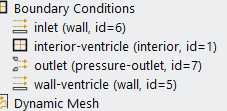 Boundary Conditions
inlet (wall, id=6)
interior-ventricle (interior, id=1)
outlet (pressure-outlet, id=7)
wall-ventricle (wall, id=5)
Dynamic Mesh